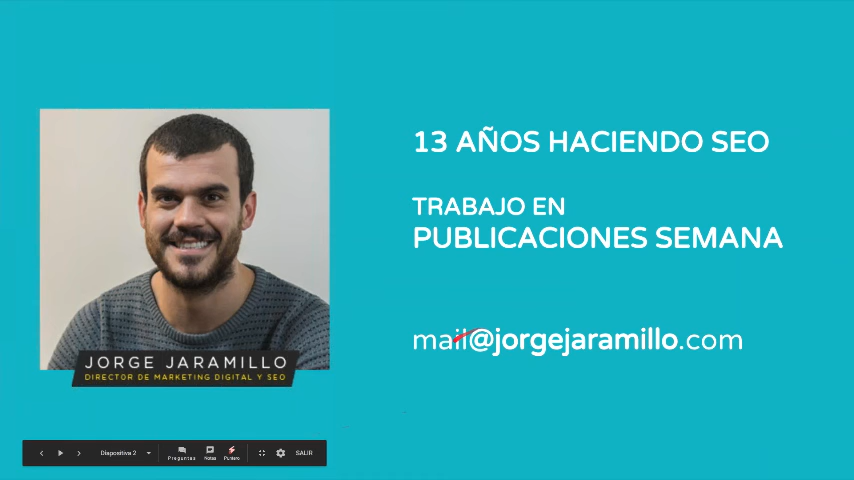 13 AÑOS HACIENDO SEO
TRABAJO EN
PUBLICACIONES SEMANA
mail@jorgejaramillo.com
JORGE JARAMILLO
DIRECTOR DE MARKETING DIGITAL Y SEO
Diapositiva 2
Preguntas
Notas
Puntero
SALIR